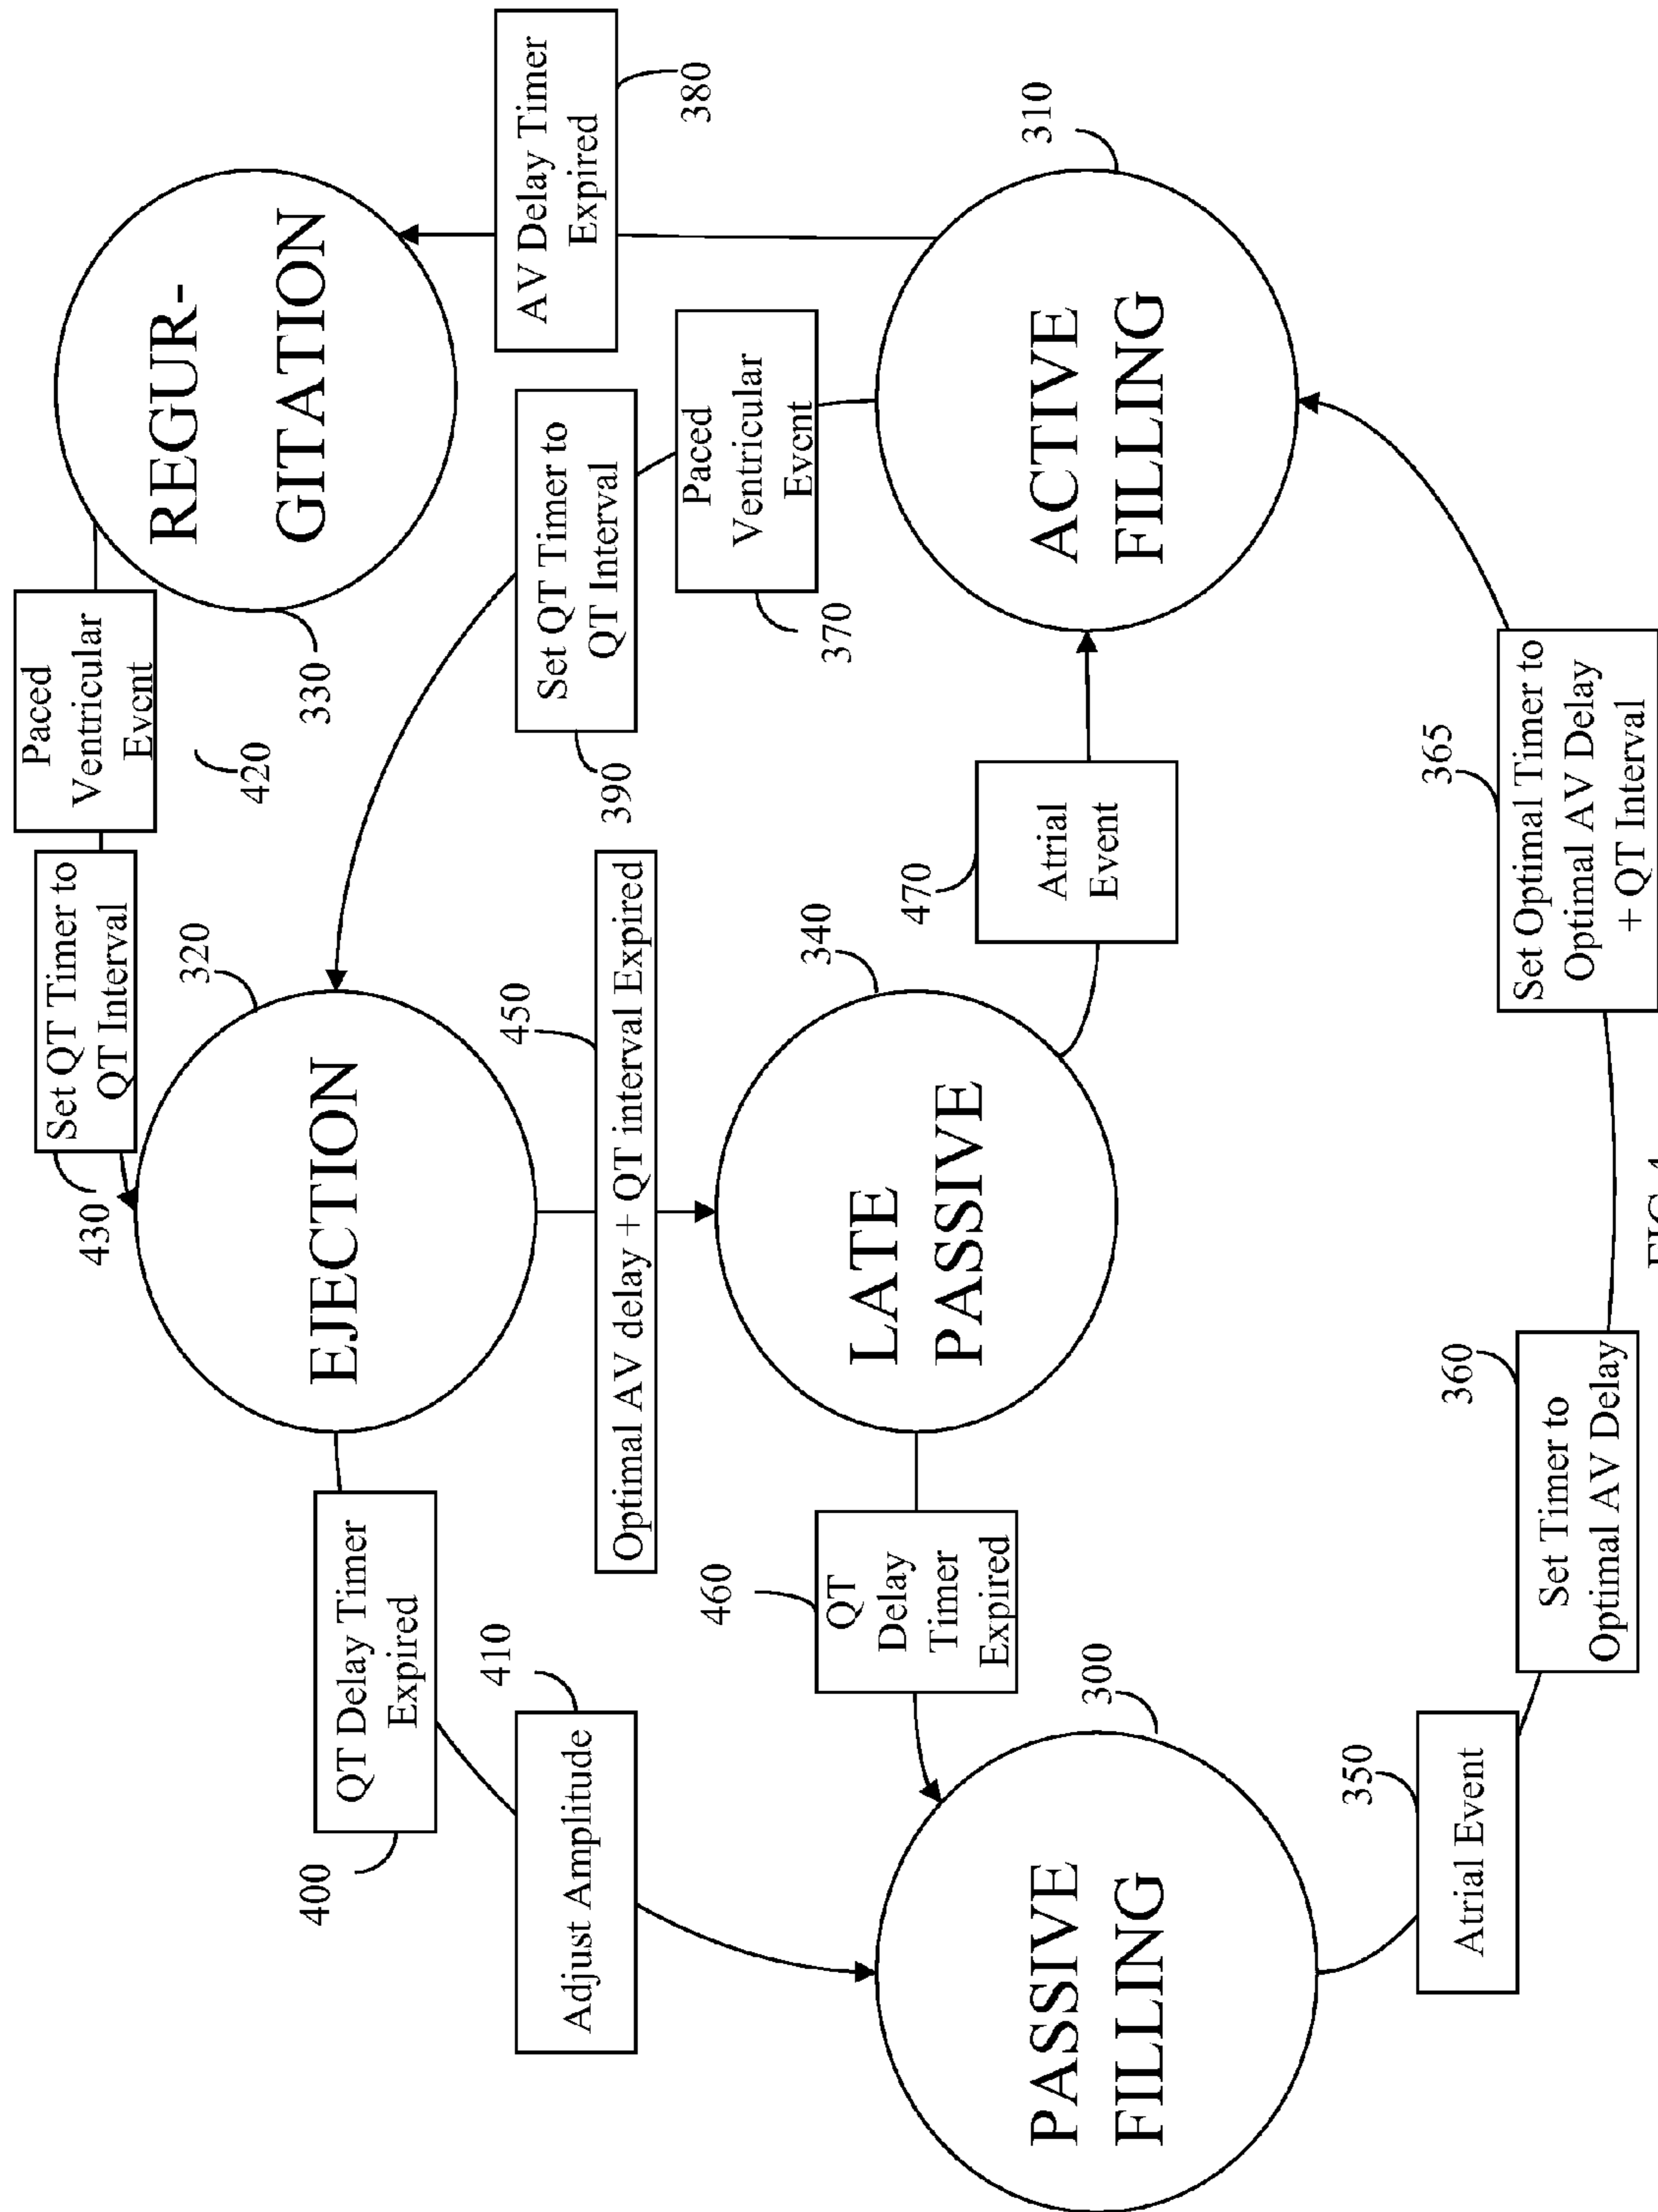 Paced
Ventricular
Evcnt
420
Set QT Timer to
QT Interval
430
320
REGUR-
GITATION
330
EJECTION
QT Delay Timer
Expired
400
AV Delay Timer
Expired
380
410
Adjust Amplitude
450
Optimal AV delay + QT interval Expired
Set QT Timer to
QT Interval
390
Paced
Ventricular
Evcnt
370
460
QT
Delay
Timer
Expired
340
LATE
PASSIVE
470
Atrial
Event
310
ACTIVE
FILLING
300
PASSIVE
FILLING
350
Atrial Event
360
Set Timer to
Optimal AV Delay
365
Set Optimal Timer to
Optimal AV Delay
+ QT Interval